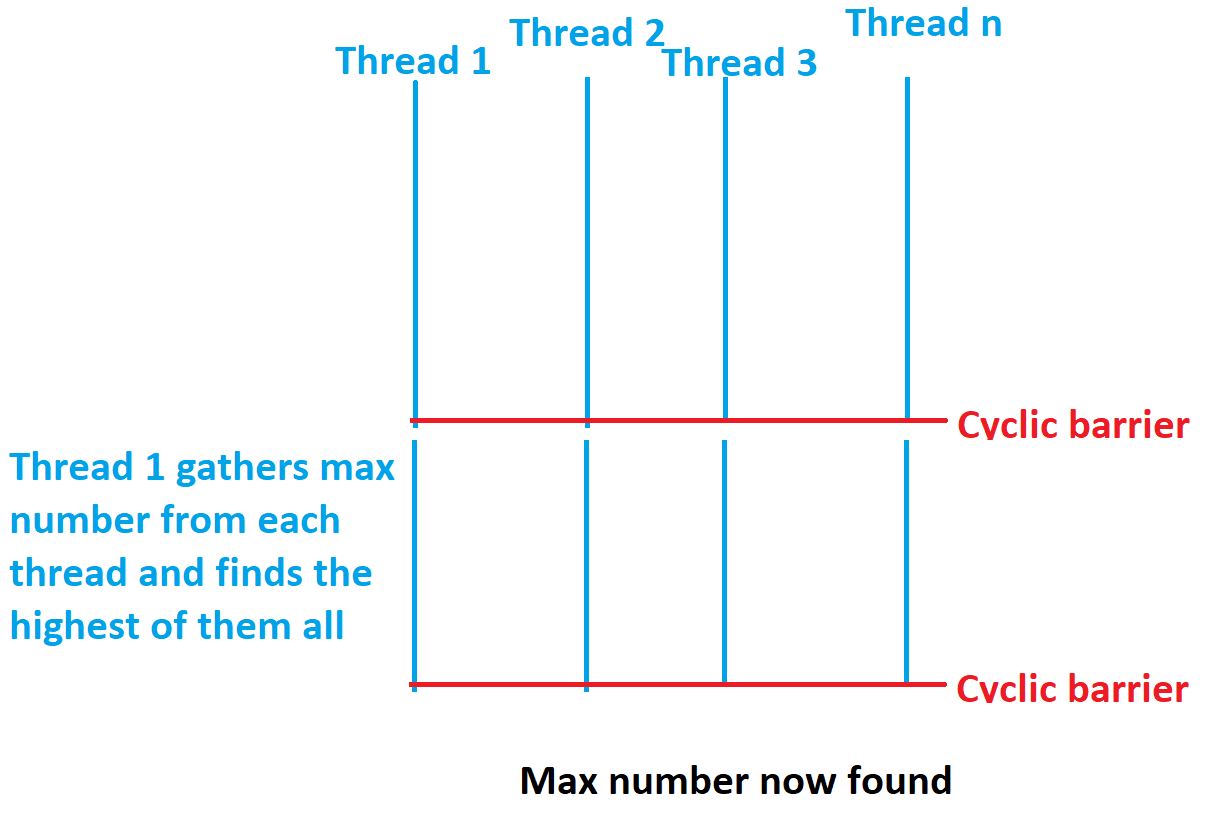 Thread 1
Thread 2
Thread 3
Thread n
Cyclic barrier
Thread 1 gathers max
number from each
thread and finds the
highest of them all
Cyclic barrier
Max number now found